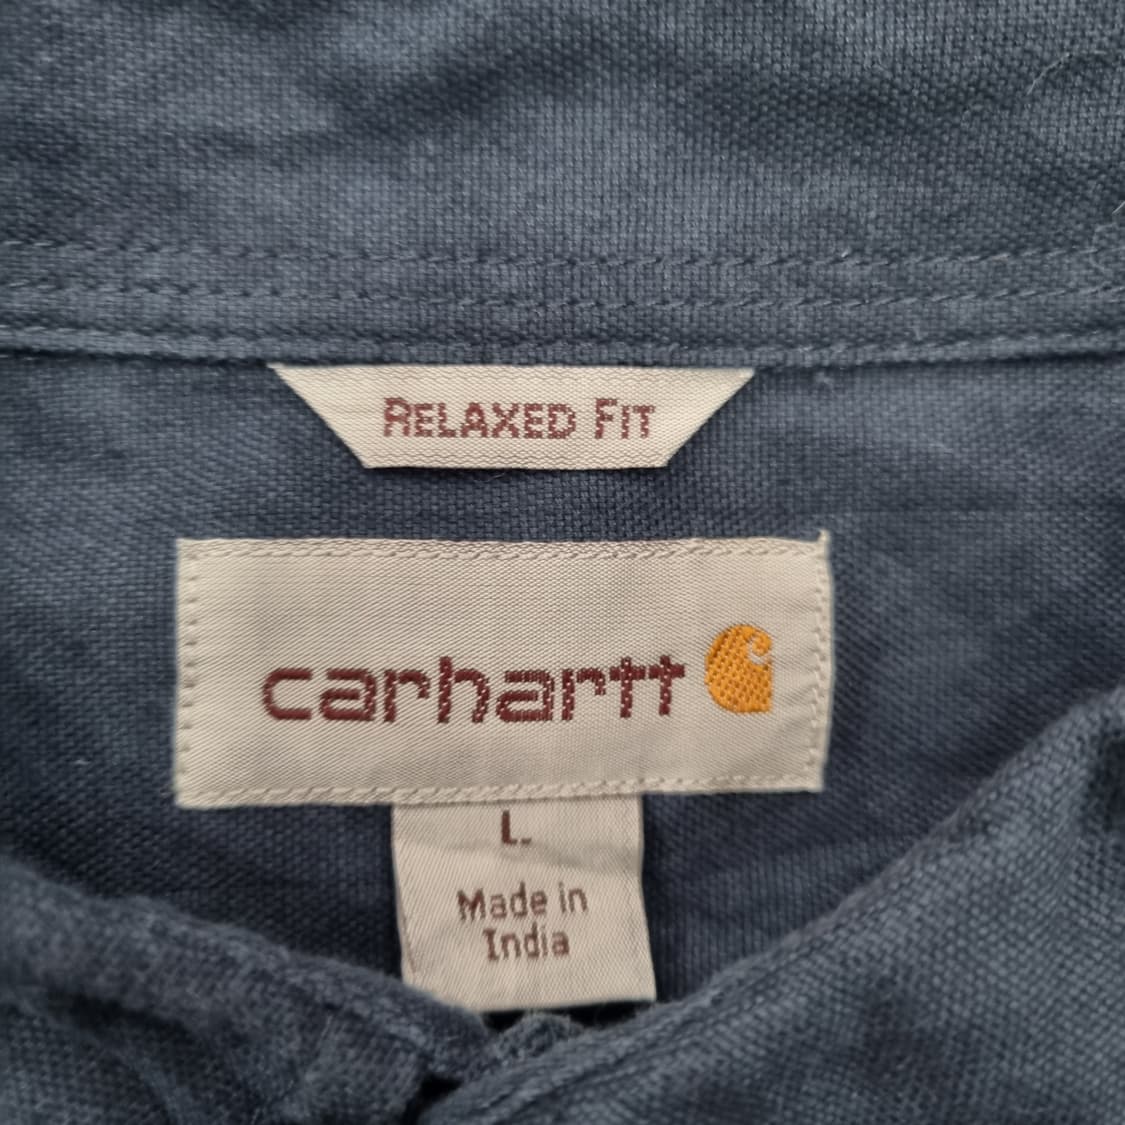 RELAXED FIT
carhartt
L.
Made in
India